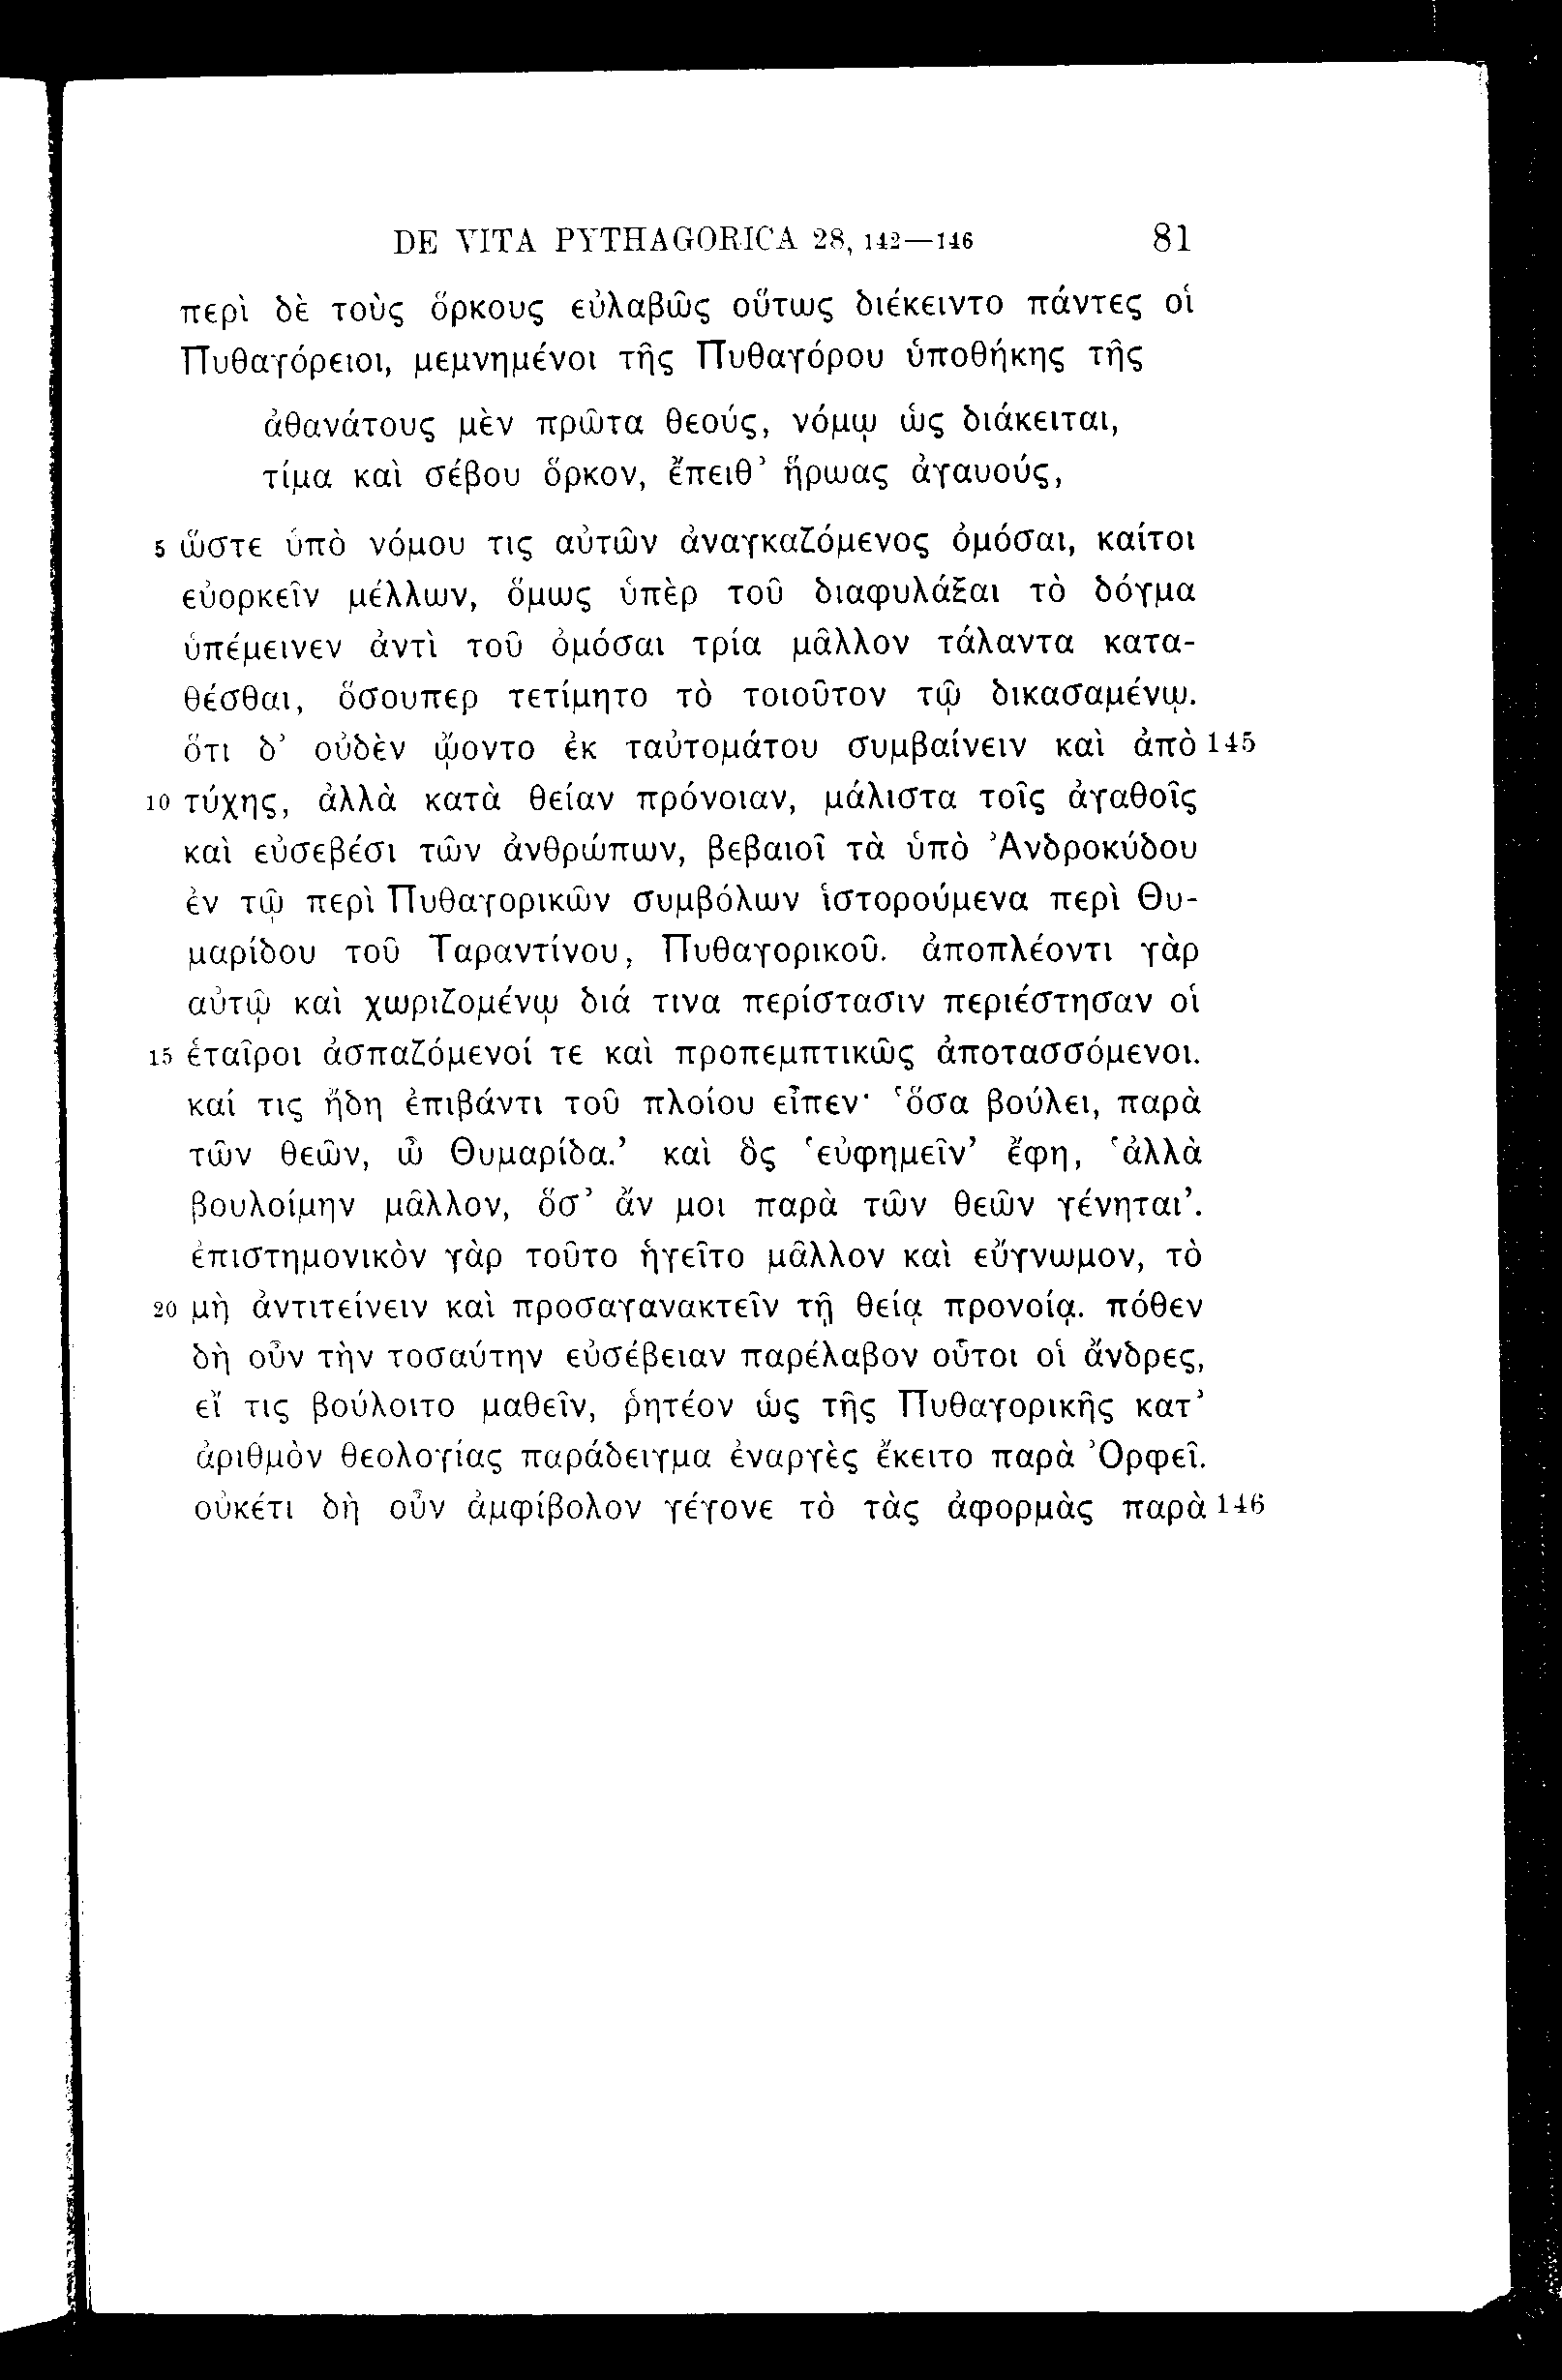 DE VITA PYTHAGORICA 28, 142—146 81
περὶ δὲ τοὺς ὅρκους εὐλαβῶς οὕτως διέκειντο πάντες οἱ
Πυθαγόρειοι, μεμνημένοι τῆς Πυθαγόρου ὑποθήκης τῆς
ἀθανάτους μὲν πρῶτα θεούς, νόμῳ ὡς διάκειται,
τίμα καὶ σέβου ὅρκον, ἔπειθ’ ἥρωας ἀγαυούς,
5 ὥστε ὑπὸ νόμου τις αὐτῶν ἀναγκαζόμενος ὀμόσαι, καίτοι
εὐορκεῖν μέλλων, ὅμως ὑπὲρ τοῦ διαφυλάξαι τὸ δόγμα
ὑπέμεινεν ἀντὶ τοῦ ὀμόσαι τρία μᾶλλον τάλαντα κατα-
θέσθαι, ὅσουπερ τετίμητο τὸ τοιοῦτον τῷ δικασαμένῳ.
ὅτι δ’ οὐδὲν ᾤοντο ἐκ ταὐτομάτου συμβαίνειν καὶ ἀπὸ 145
10 τύχης, ἀλλὰ κατὰ θείαν πρόνοιαν, μάλιστα τοῖς ἀγαθοῖς
καὶ εὐσεβέσι τῶν ἀνθρώπων, βεβαιοῖ τὰ ὑπὸ Ἀνδροκύδου
ἐν τῷ περὶ Πυθαγορικῶν συμβόλων ἱστορούμενα περὶ Θυ-
μαρίδου τοῦ Ταραντίνου, Πυθαγορικοῦ. ἀποπλέοντι γὰρ
αὐτῷ καὶ χωριζομένῳ διά τινα περίστασιν περιέστησαν οἱ
15 ἑταῖροι ἀσπαζόμενοί τε καὶ προπεμπτικῶς ἀποτασσόμενοι.
καί τις ἤδη ἐπιβάντι τοῦ πλοίου εἶπεν· ‘ὅσα βούλει, παρὰ
τῶν θεῶν, ὦ Θυμαρίδα.’ καὶ ὃς ‘εὐφημεῖν’ ἔφη, ‘ἀλλὰ
βουλοίμην μᾶλλον, ὅσ’ ἄν μοι παρὰ τῶν θεῶν γένηται’.
ἐπιστημονικὸν γὰρ τοῦτο ἡγεῖτο μᾶλλον καὶ εὔγνωμον, τὸ
20 μὴ ἀντιτείνειν καὶ προσαγανακτεῖν τῇ θείᾳ προνοίᾳ. πόθεν
δὴ οὖν τὴν τοσαύτην εὐσέβειαν παρέλαβον οὗτοι οἱ ἄνδρες,
εἴ τις βούλοιτο μαθεῖν, ῥητέον ὡς τῆς Πυθαγορικῆς κατ’
ἀριθμὸν θεολογίας παράδειγμα ἐναργὲς ἔκειτο παρὰ Ὀρφεῖ.
οὐκέτι δὴ οὖν ἀμφίβολον γέγονε τὸ τὰς ἀφορμὰς παρὰ 146